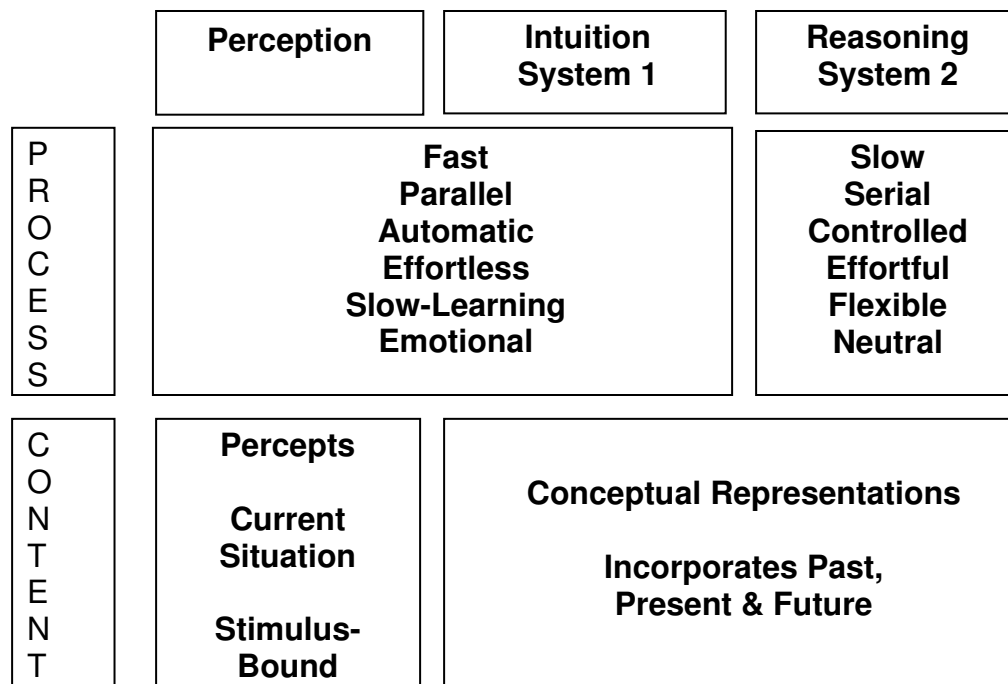 Perception
Intuition
System 1
Reasoning
System 2
P
R
O
C
E
S
S
Fast
Parallel
Automatic
Effortless
Slow-Learning
Emotional
Slow
Serial
Controlled
Effortful
Flexible
Neutral
C
O
N
T
E
N
T
Percepts
Current
Situation
Stimulus-
Bound
Conceptual Representations
Incorporates Past,
Present & Future